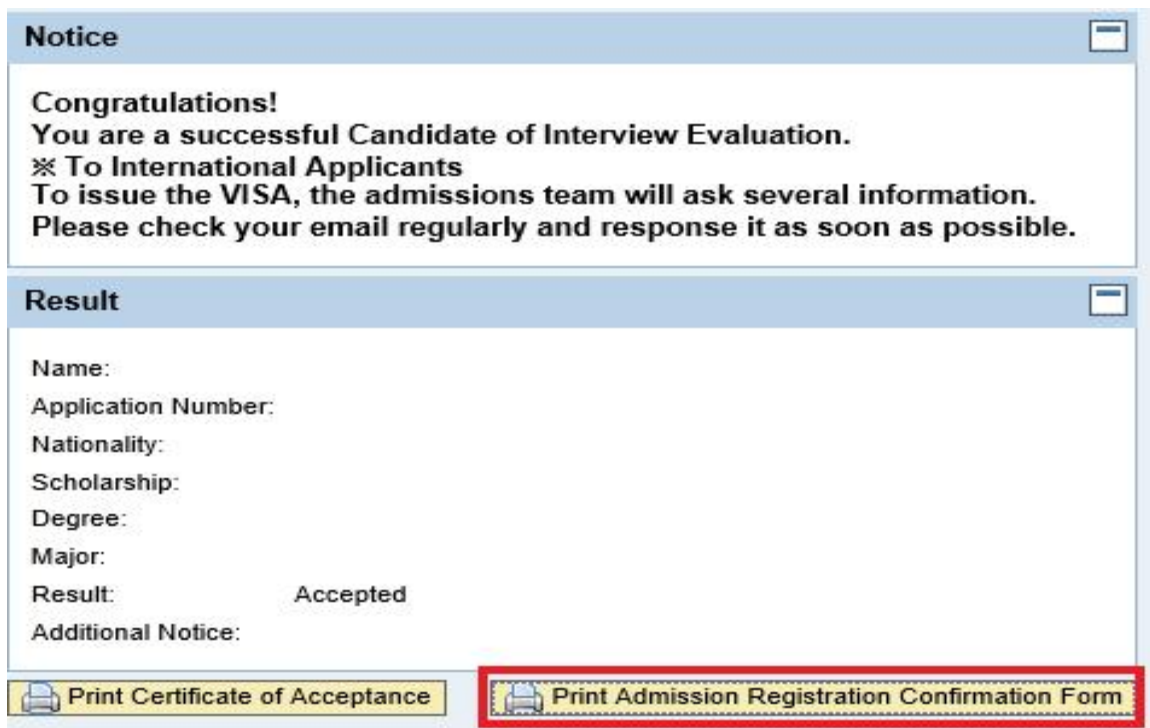 Notice
Congratulations!
You are a successful Candidate of Interview Evaluation.
※ To International Applicants
To issue the VISA, the admissions team will ask several information.
Please check your email regularly and response it as soon as possible.
Result
Name:
Application Number:
Nationality:
Scholarship:
Degree:
Major:
Result: Accepted
Additional Notice:
Print Certificate of Acceptance Print Admission Registration Confirmation Form